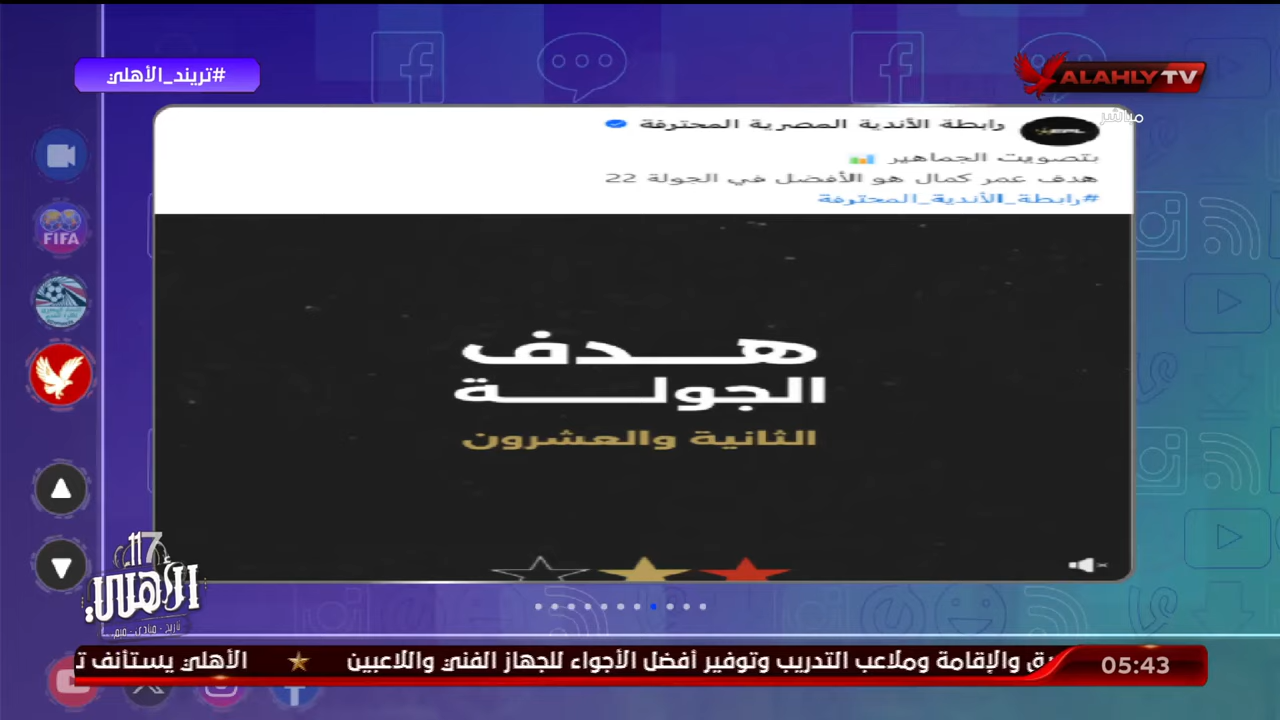 #تريند_الأهلي
ALAHLY TV
مباشر
رابطة الأندية المصرية المحترفة
بتصويت الجماهير
هدف عمر كمال هو الأفضل في الجولة 22
#رابطة_الأندية_المحترفة
هدف
الجولة
الثانية والعشرون
FIFA
117
الأهلي
والإقامة وملاعب التدريب وتوفير أفضل الأجواء للجهاز الفني واللاعبين
الأهلي يستأنف
05:43